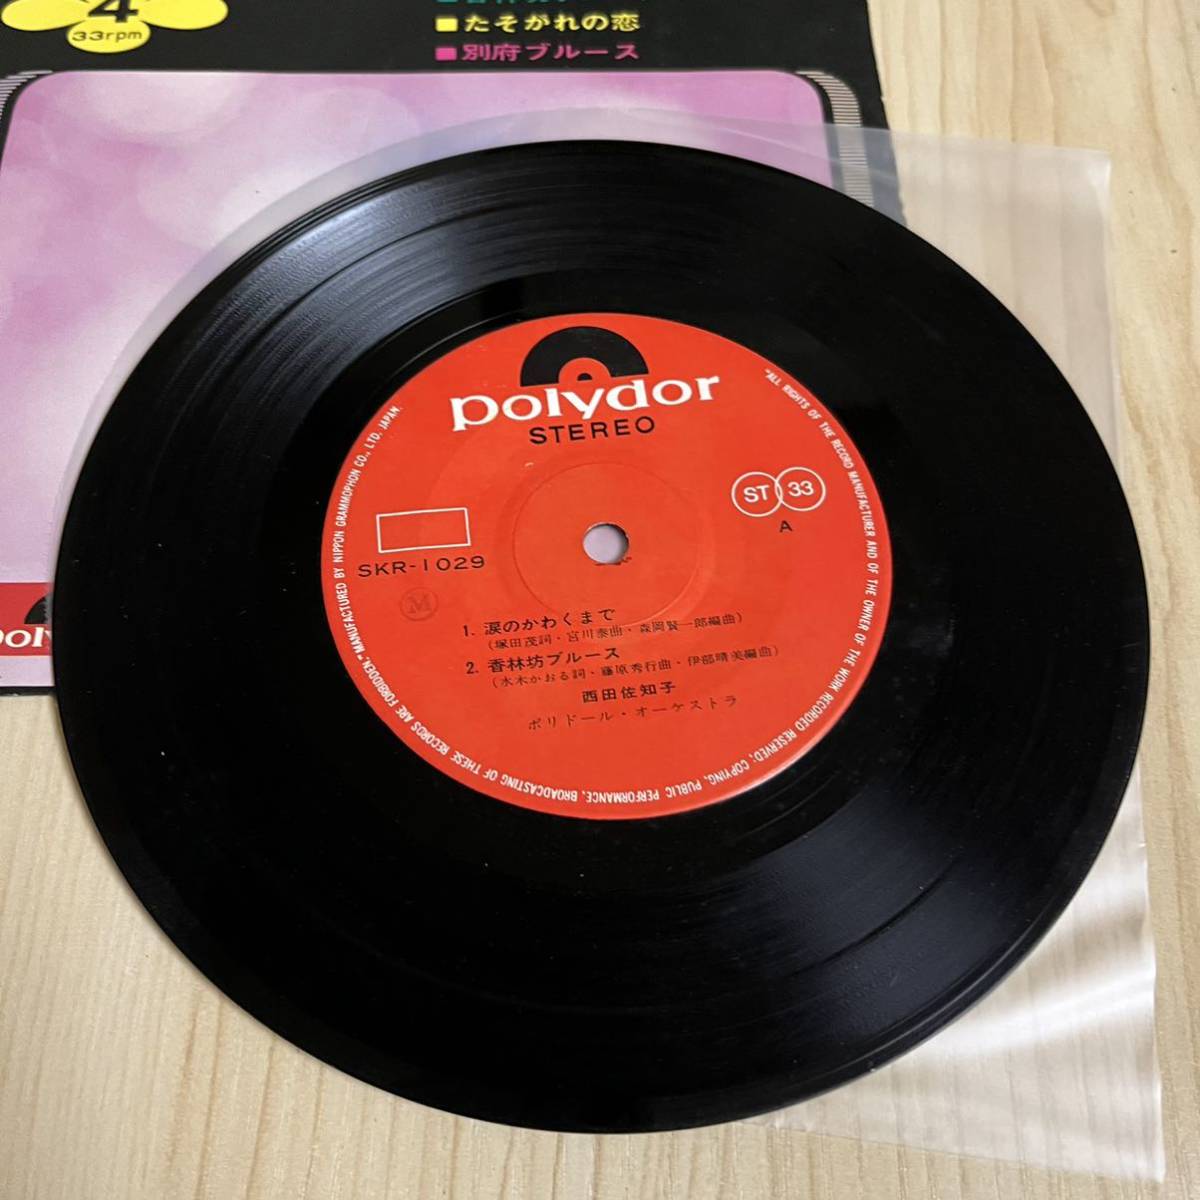 4
33rpm
■たそがれの恋
■別府ブルース
polydor
STEREO
ST 33
A
SKR-1029
M
1. 涙のかわくまで
(塚田茂詞・宮川泰曲・森岡賢一郎編曲)
2. 香林坊ブルース
(水木かおる詞・藤原秀行曲・伊部晴美編曲)
西田佐知子
ポリドール・オーケストラ
"ALL RIGHTS OF THE RECORD MANUFACTURER AND OF THE OWNER OF THE WORK RECORDED RESERVED; COPYING, PUBLIC PERFORMANCE, BROADCASTING OF THESE RECORDS ARE FORBIDDEN." MANUFACTURED BY NIPPON GRAMMOPHON CO., LTD. JAPAN.